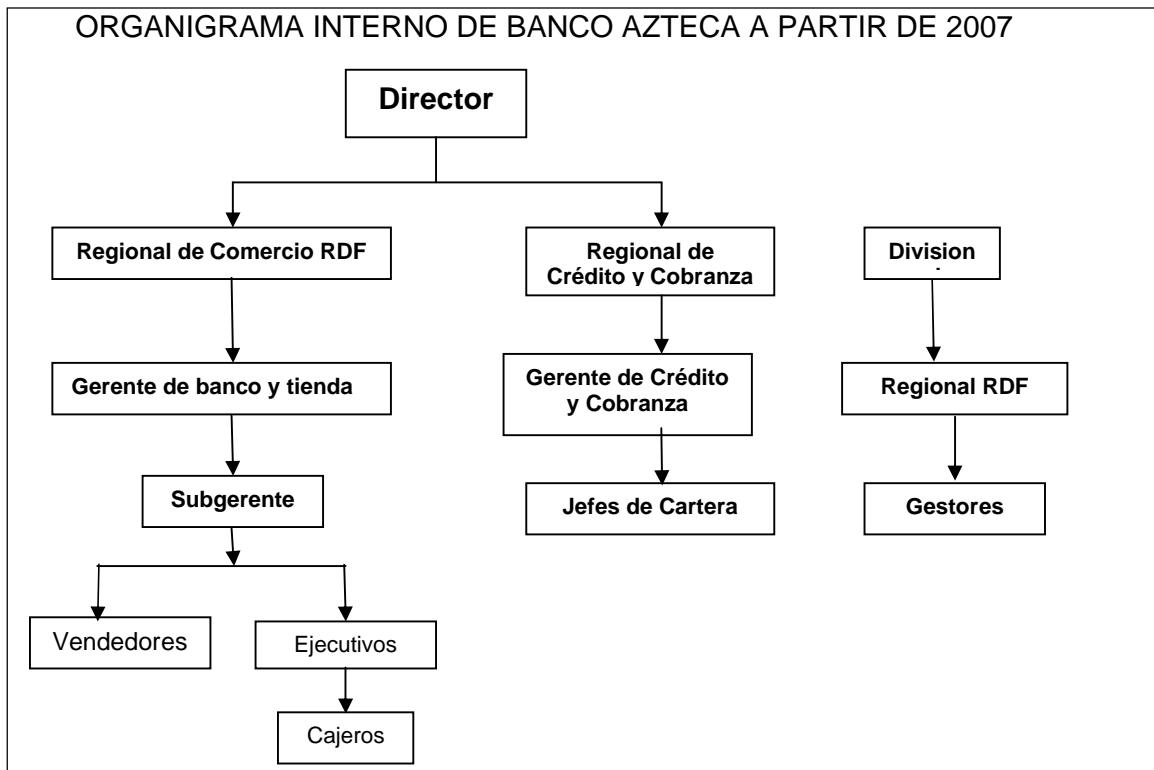 ORGANIGRAMA INTERNO DE BANCO AZTECA A PARTIR DE 2007
Director
Regional de Comercio RDF
Regional de
Crédito y Cobranza
Division
Gerente de banco y tienda
Gerente de Crédito
y Cobranza
Regional RDF
Subgerente
Jefes de Cartera
Gestores
Vendedores
Ejecutivos
Cajeros